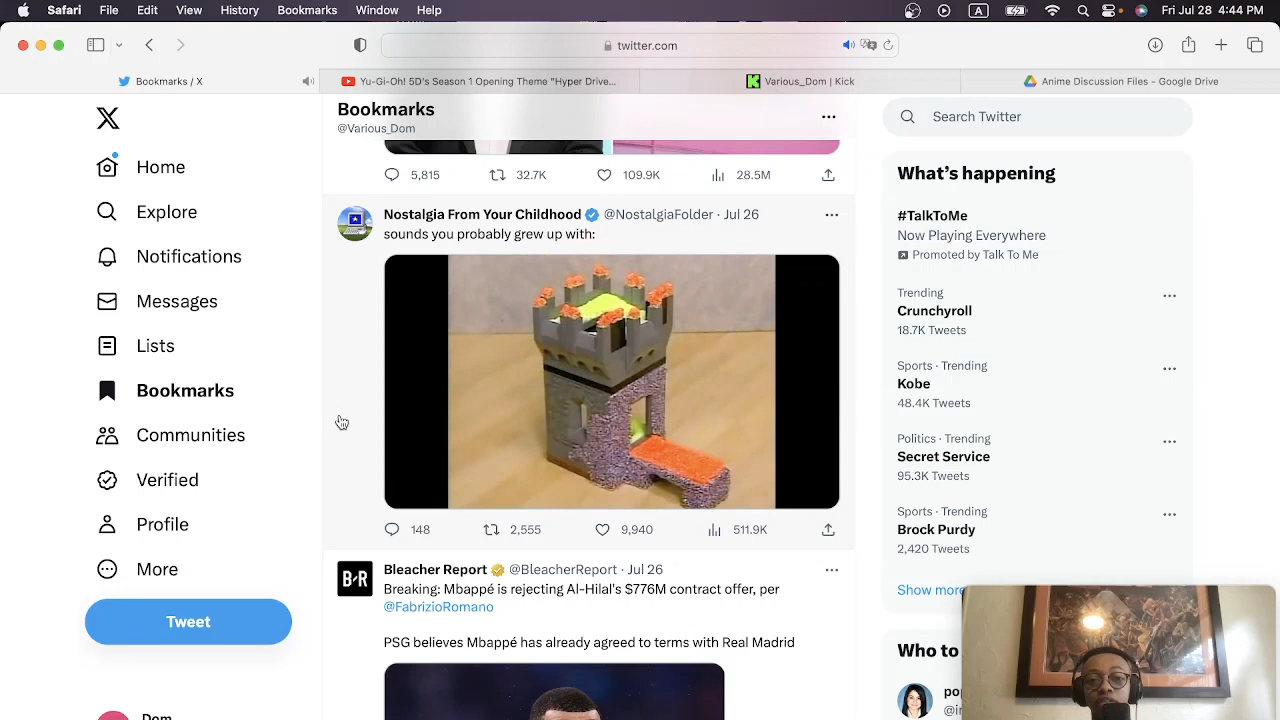 Safari File Edit View History Bookmarks Window Help
Fri Jul 28 4:44 PM
twitter.com
Bookmarks / X
Yu-Gi-Oh! 5D's Season 1 Opening Theme "Hyper Drive...
Various_Dom | Kick
Anime Discussion Files – Google Drive
Home
Explore
Notifications
Messages
Lists
Bookmarks
Communities
Verified
Profile
More
Tweet
Dom
Bookmarks
@Various_Dom
5,815 32.7K 109.9K 28.5M
Nostalgia From Your Childhood @NostalgiaFolder · Jul 26
sounds you probably grew up with:
148 2,555 9,940 511.9K
B/R
Bleacher Report @BleacherReport · Jul 26
Breaking: Mbappé is rejecting Al-Hilal's $776M contract offer, per
@FabrizioRomano
PSG believes Mbappé has already agreed to terms with Real Madrid
Search Twitter
What's happening
#TalkToMe
Now Playing Everywhere
Promoted by Talk To Me
Trending
Crunchyroll
18.7K Tweets
Sports · Trending
Kobe
48.4K Tweets
Politics · Trending
Secret Service
95.3K Tweets
Sports · Trending
Brock Purdy
2,420 Tweets
Show more
Who to